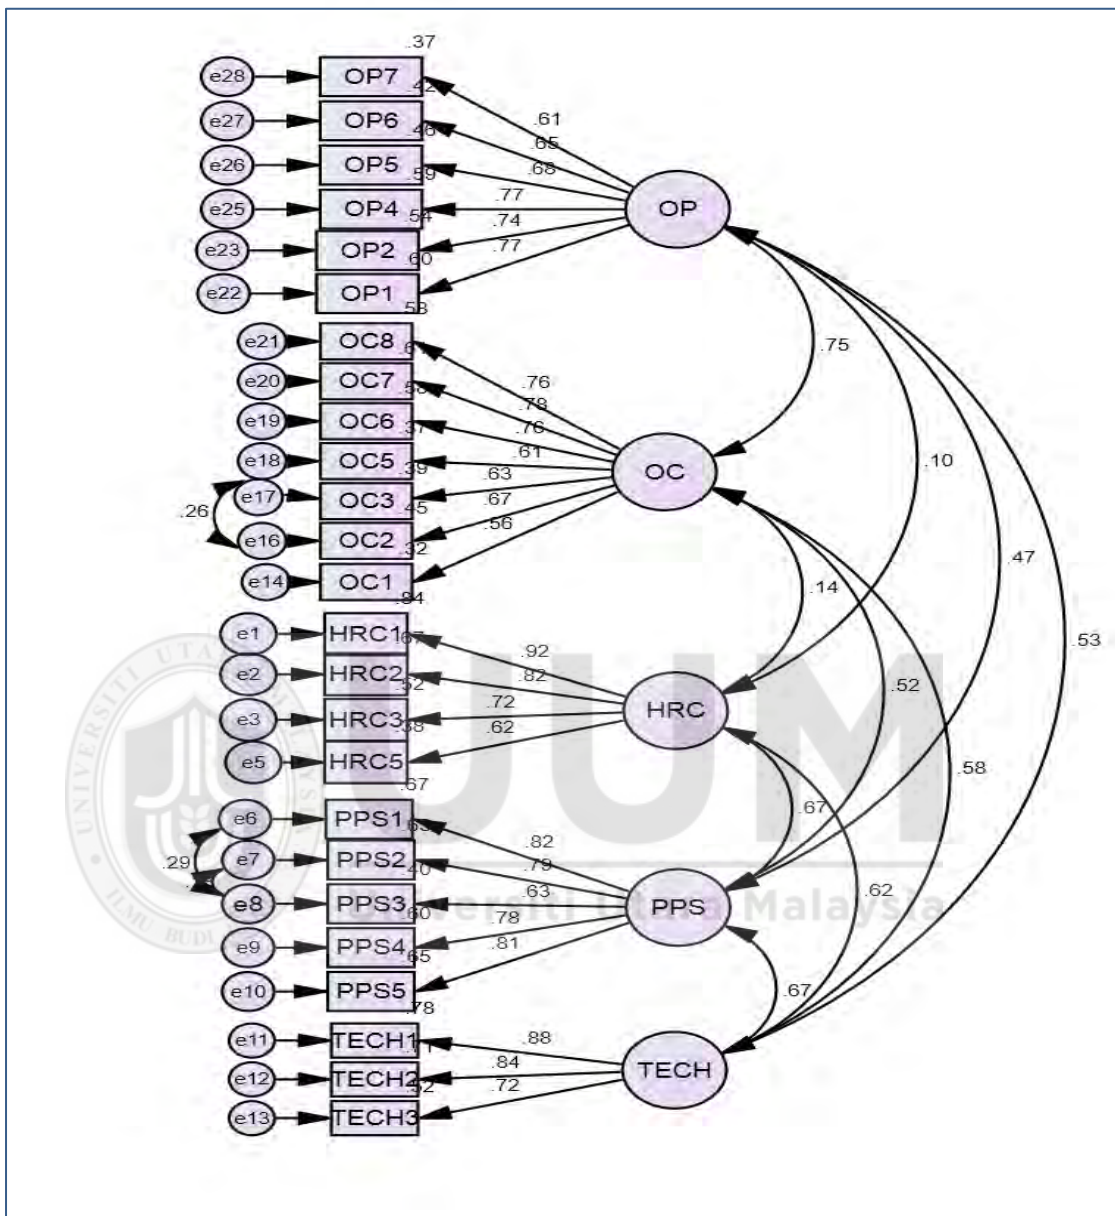 .37
e28 OP7 .42 .61
e27 OP6 .46 .65
e26 OP5 .59 .68
e25 OP4 .54 .77 OP
e23 OP2 .60 .74
e22 OP1 .77
.58
e21 OC8 .75
e20 OC7 .58 .76
e19 OC6 .37 .78
.76
e18 OC5 .39 .61 OC .10
e17 OC3 .45 .63
.26 e16 OC2 .32 .67 .47
e14 OC1 .56 .14
.84
e1 HRC1 .67 .53
e2 HRC2 .52 .92 .52
.82
e3 HRC3 .38 .72 HRC
e5 HRC5 .62 .58
.67
e6 PPS1 .67
.29 e7 PPS2 .40 .82
.79
e8 PPS3 .60 .63 PPS .62
e9 PPS4 .65 .78
e10 PPS5 .81 .67
.78
e11 TECH1 .88
e12 TECH2 .52 .84 TECH
e13 TECH3 .72
UUM
Universiti Utara Malaysia